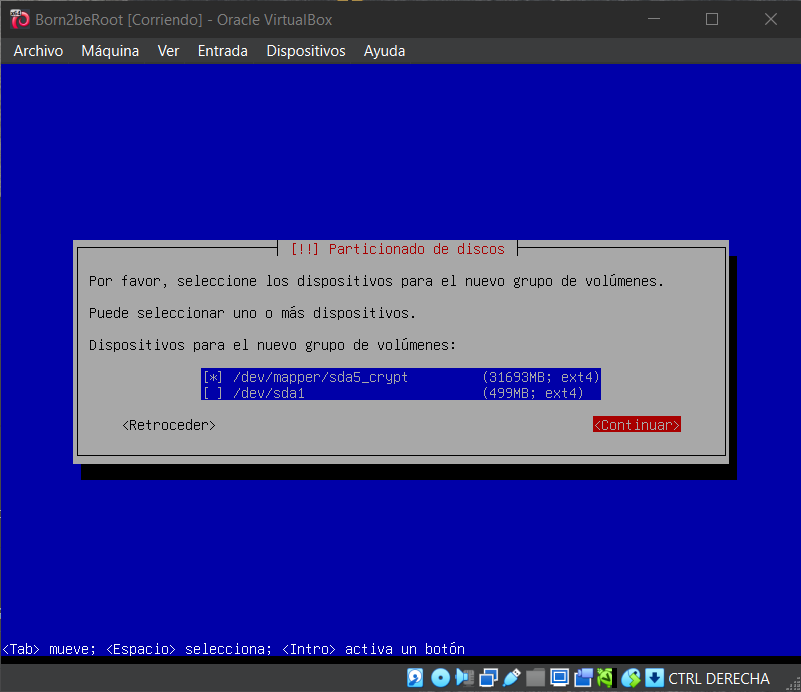 Born2beRoot [Corriendo] - Oracle VirtualBox
Archivo Máquina Ver Entrada Dispositivos Ayuda
[!!] Particionado de discos
Por favor, seleccione los dispositivos para el nuevo grupo de volúmenes.
Puede seleccionar uno o más dispositivos.
Dispositivos para el nuevo grupo de volúmenes:
[*] /dev/mapper/sda5_crypt (31693MB; ext4)
[ ] /dev/sda1 (499MB; ext4)
<Retroceder> <Continuar>
<Tab> mueve; <Espacio> selecciona; <Intro> activa un botón
CTRL DERECHA